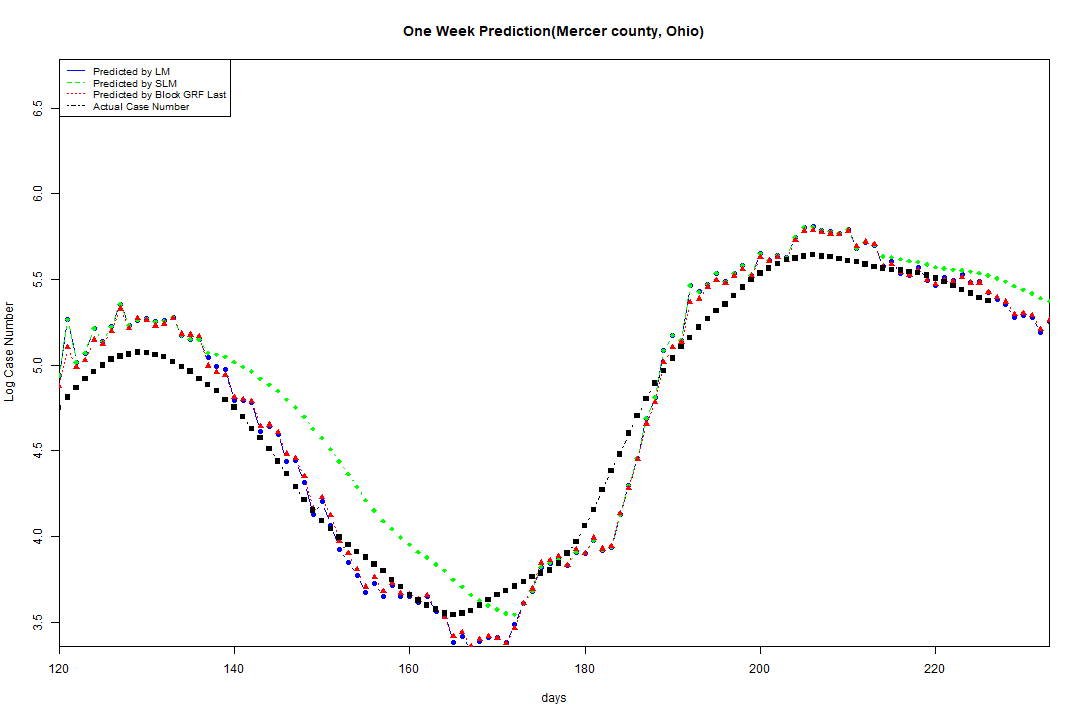 One Week Prediction(Mercer county, Ohio)
Predicted by LM
Predicted by SLM
Predicted by Block GRF Last
Actual Case Number
Log Case Number
6.5
6.0
5.5
5.0
4.5
4.0
3.5
120 140 160 180 200 220
days